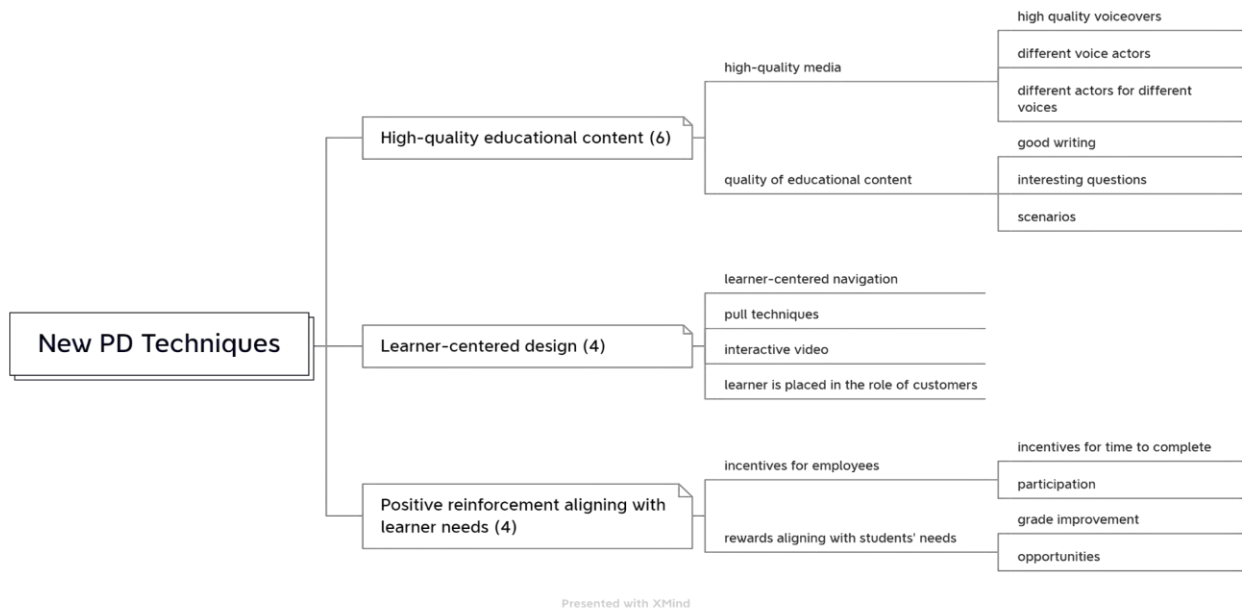 New PD Techniques
High-quality educational content (6)
high-quality media
high quality voiceovers
different voice actors
different actors for different
voices
quality of educational content
good writing
interesting questions
scenarios
Learner-centered design (4)
learner-centered navigation
pull techniques
interactive video
learner is placed in the role of customers
Positive reinforcement aligning with
learner needs (4)
incentives for employees
incentives for time to complete
participation
rewards aligning with students' needs
grade improvement
opportunities
Presented with XMind